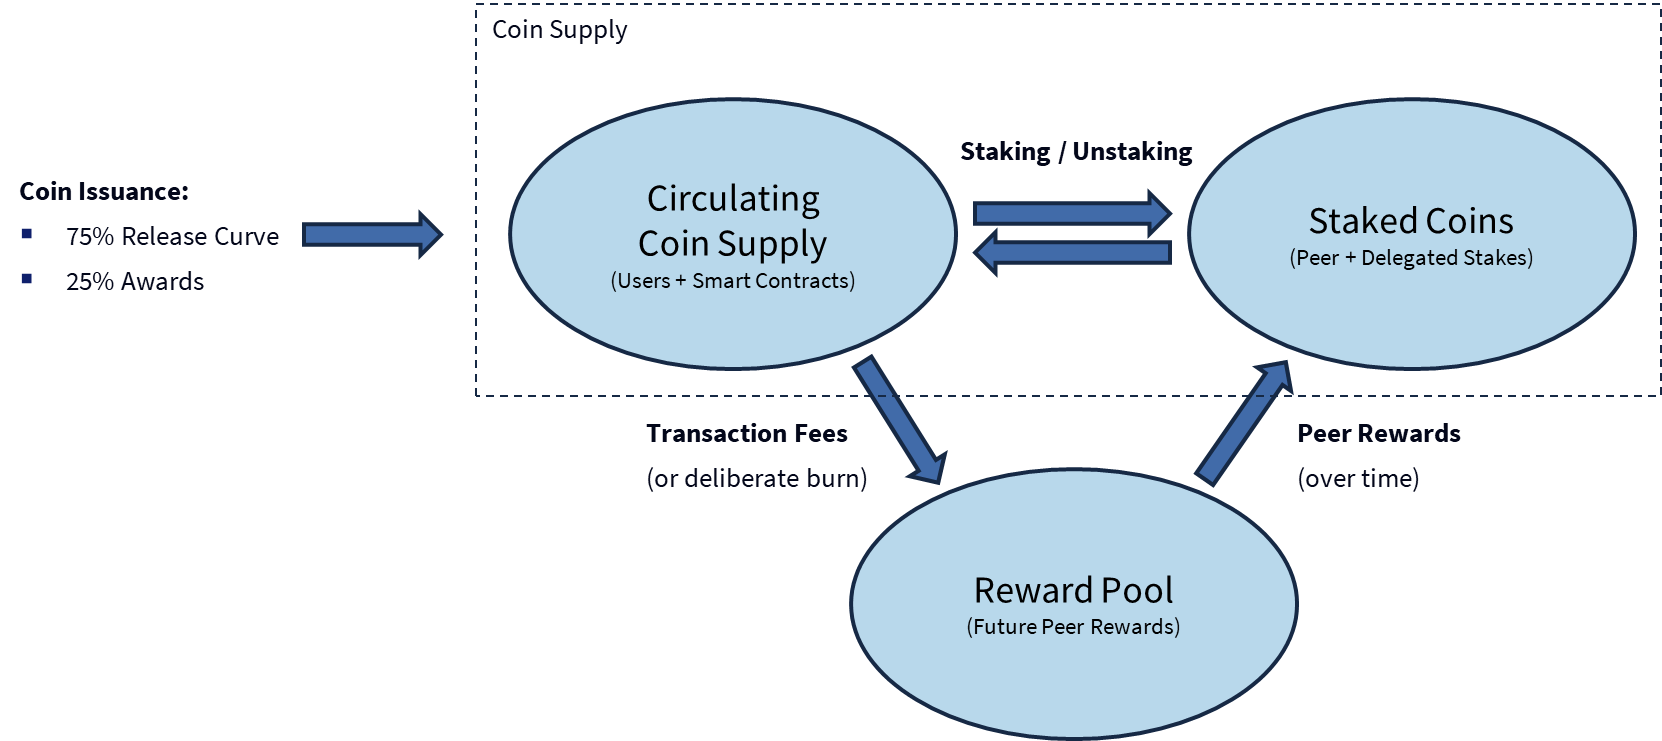 Coin Supply
Coin Issuance:
75% Release Curve
25% Awards
Circulating
Coin Supply
(Users + Smart Contracts)
Staking / Unstaking
Staked Coins
(Peer + Delegated Stakes)
Transaction Fees
(or deliberate burn)
Peer Rewards
(over time)
Reward Pool
(Future Peer Rewards)